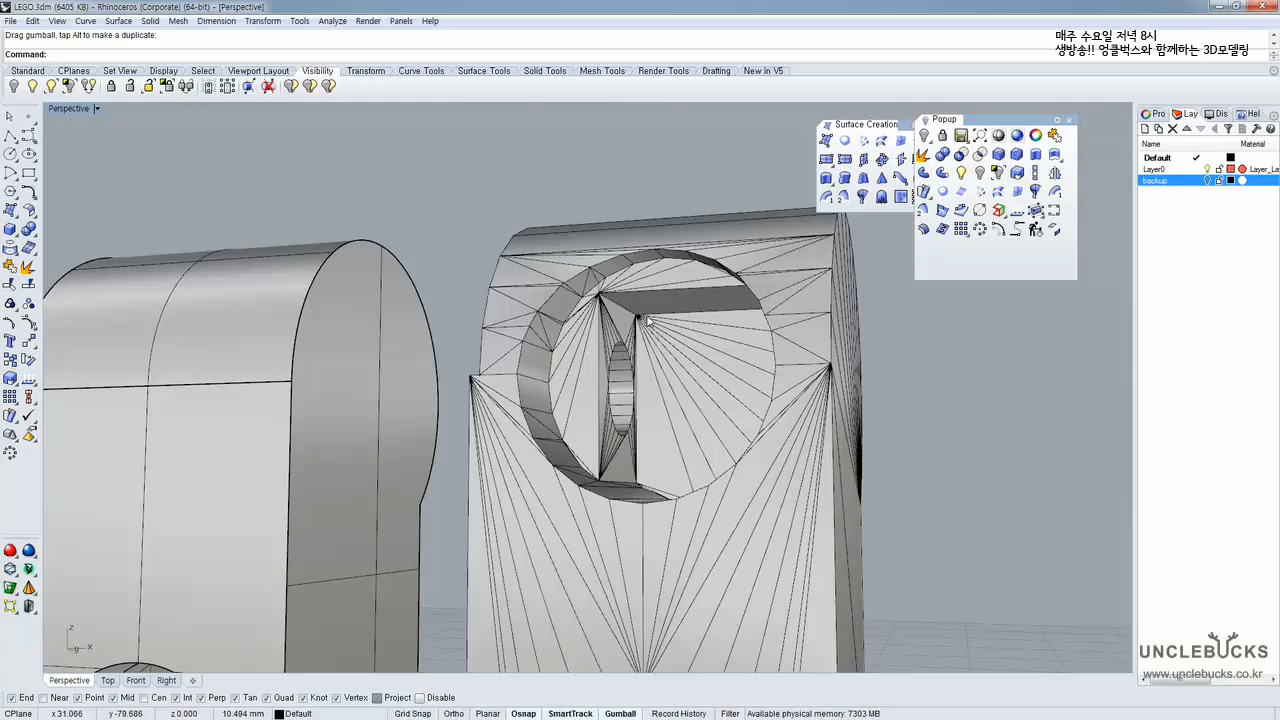 LEGO.3dm (6405 KB) - Rhinoceros (Corporate) (64-bit) - [Perspective]
File Edit View Curve Surface Solid Mesh Dimension Transform Tools Analyze Render Panels Help
Drag gumball, tap Alt to make a duplicate:
매주 수요일 저녁 8시
Command:
생방송!! 엉클벅스와 함께하는 3D모델링
Standard CPlanes Set View Display Select Viewport Layout Visibility Transform Curve Tools Surface Tools Solid Tools Mesh Tools Render Tools Drafting New in V5
Perspective
Surface Creation
Popup
Pro Lay Dis Hel
Name Material
Default
Layer0 Layer_La
backup
z
y x
UNCLEBUCKS
www.unclebucks.co.kr
Perspective Top Front Right
End Near Point Mid Cen Int Perp Tan Quad Knot Vertex Project Disable
CPlane x 31.066 y -79.686 z 0.000 10.494 mm Default Grid Snap Ortho Planar Osnap SmartTrack Gumball Record History Filter Available physical memory: 7303 MB